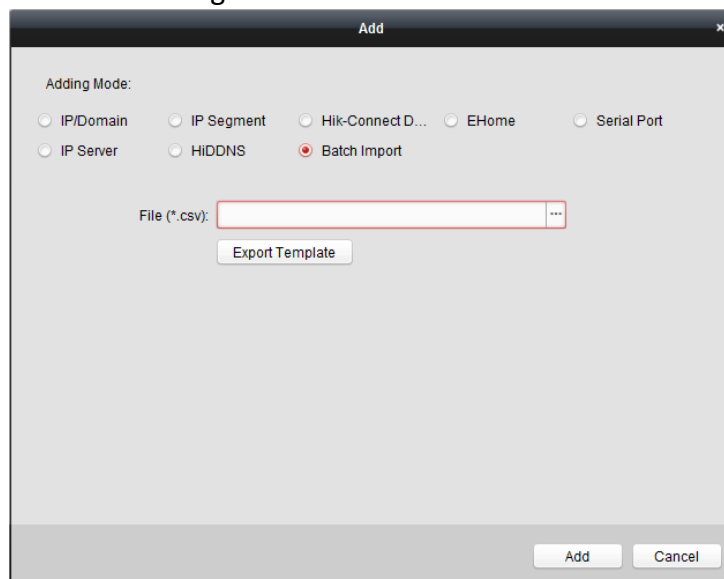 Add ×
Adding Mode:
IP/Domain IP Segment Hik-Connect D... EHome Serial Port
IP Server HiDDNS Batch Import
File (*.csv): ...
Export Template
Add Cancel